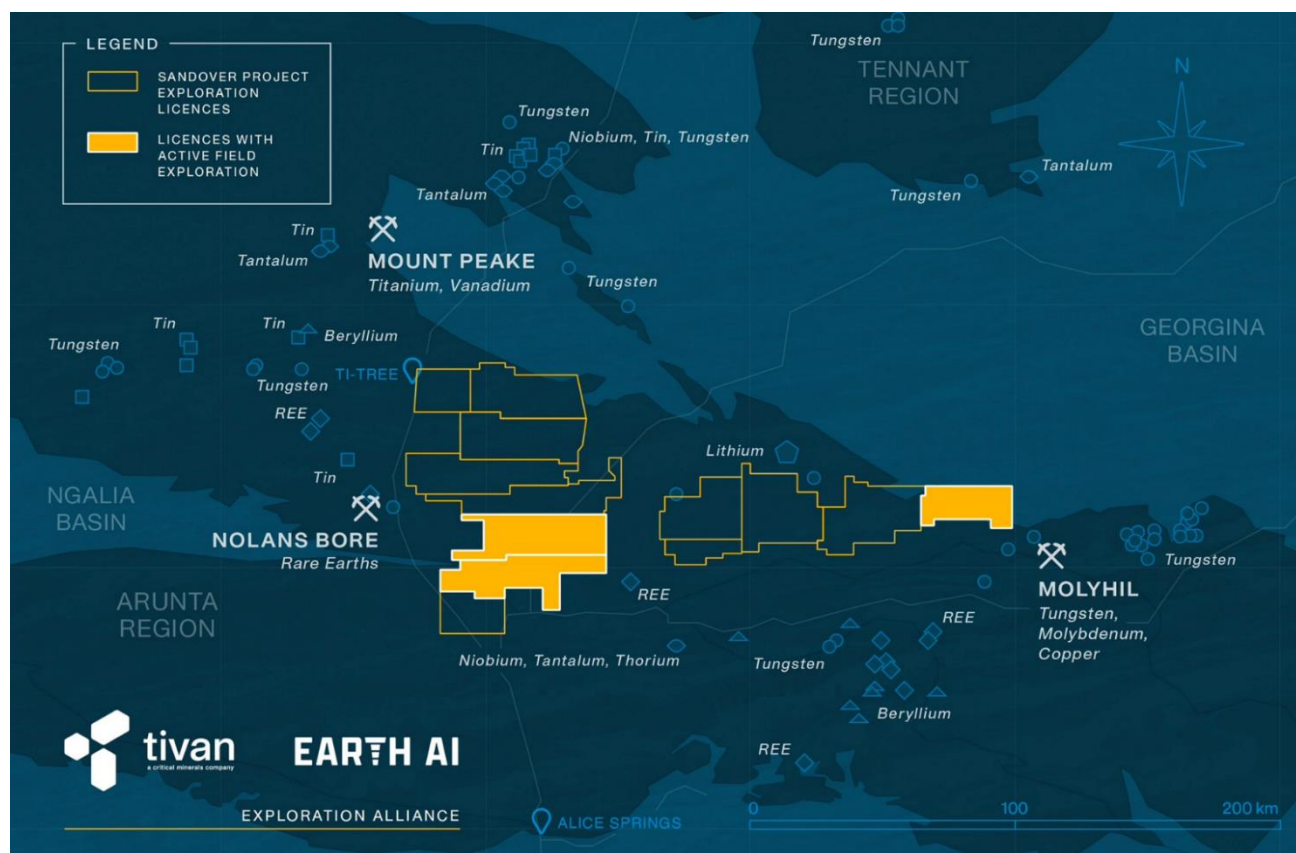 LEGEND
SANDOVER PROJECT
EXPLORATION
LICENCES
LICENCES WITH
ACTIVE FIELD
EXPLORATION
Tungsten
TENNANT
REGION
N
Tungsten
Niobium, Tin, Tungsten
Tin
Tantalum
Tungsten
Tantalum
Tin
Tantalum
MOUNT PEAKE
Titanium, Vanadium
Tungsten
GEORGINA
BASIN
Tungsten
Tin
Tin
Beryllium
TI-TREE
Tungsten
REE
Lithium
Tin
NGALIA
BASIN
NOLANS BORE
Rare Earths
Tungsten
MOLYHIL
Tungsten,
Molybdenum,
Copper
ARUNTA
REGION
REE
REE
Niobium, Tantalum, Thorium
Tungsten
Beryllium
REE
tivan
a critical minerals company
EARTH AI
EXPLORATION ALLIANCE
ALICE SPRINGS
0
100
200 km